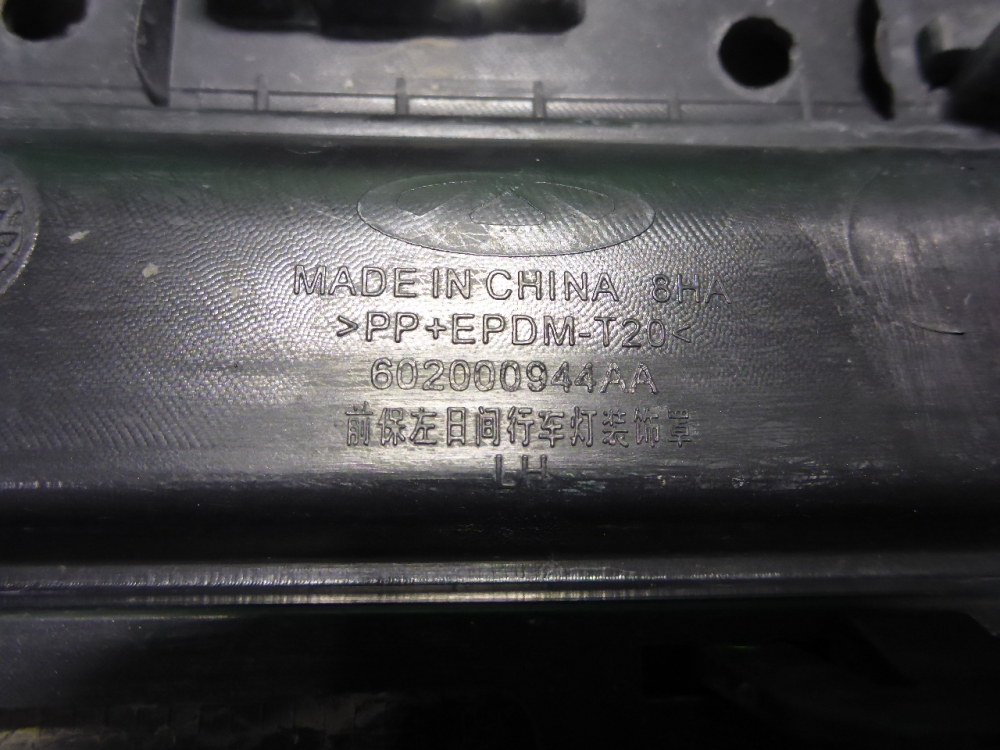 MADE IN CHINA 8HA
>PP+EPDM-T20<
602000944AA
前保左日间行车灯装饰罩
LH